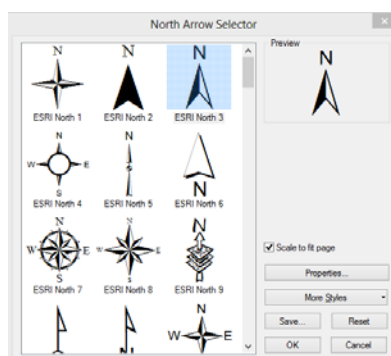 North Arrow Selector
Preview
N N N
N
ESRI North 1 ESRI North 2 ESRI North 3
N N
W E
S
N
ESRI North 4 ESRI North 5 ESRI North 6
N N N
W E W E
S S
ESRI North 7 ESRI North 8 ESRI North 9
N
W E
Scale to fit page
Properties...
More Styles
Save... Reset
OK Cancel